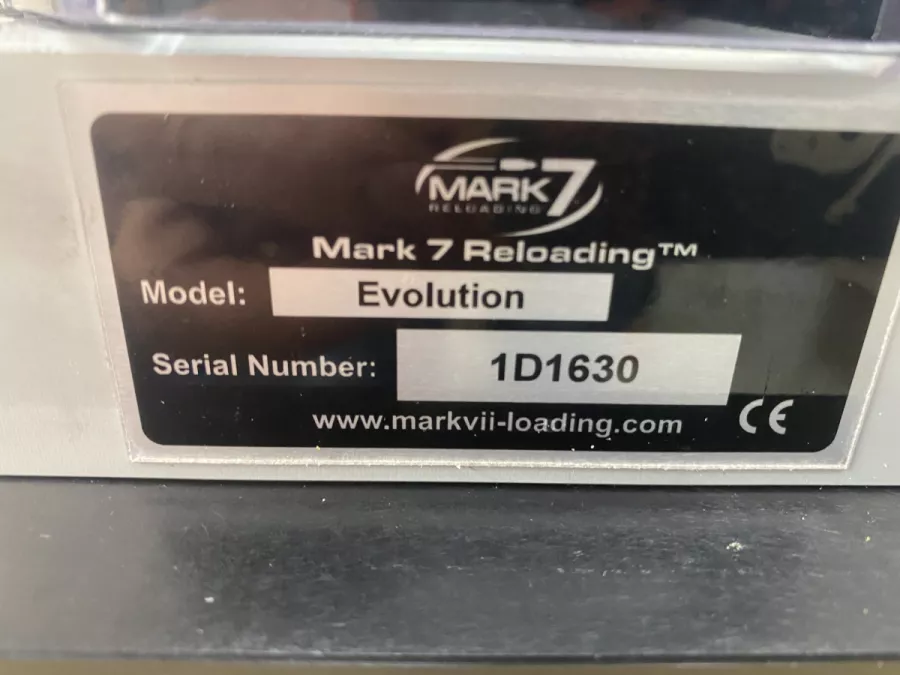 MARK 7
RELOADING
Mark 7 Reloading™
Model: Evolution
Serial Number: 1D1630
www.markvii-loading.com CE